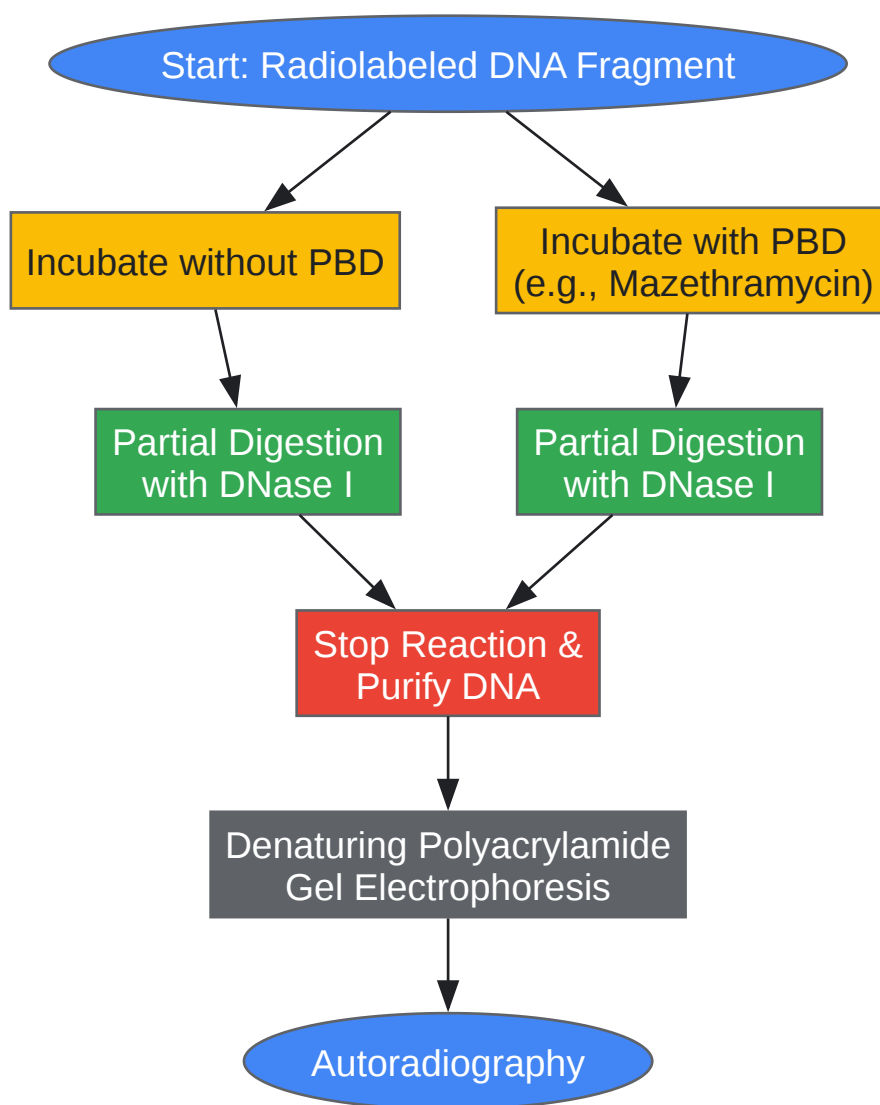 Start: Radiolabeled DNA Fragment
Incubate without PBD
Incubate with PBD
(e.g., Mazethramycin)
Partial Digestion
with DNase I
Partial Digestion
with DNase I
Stop Reaction &
Purify DNA
Denaturing Polyacrylamide
Gel Electrophoresis
Autoradiography